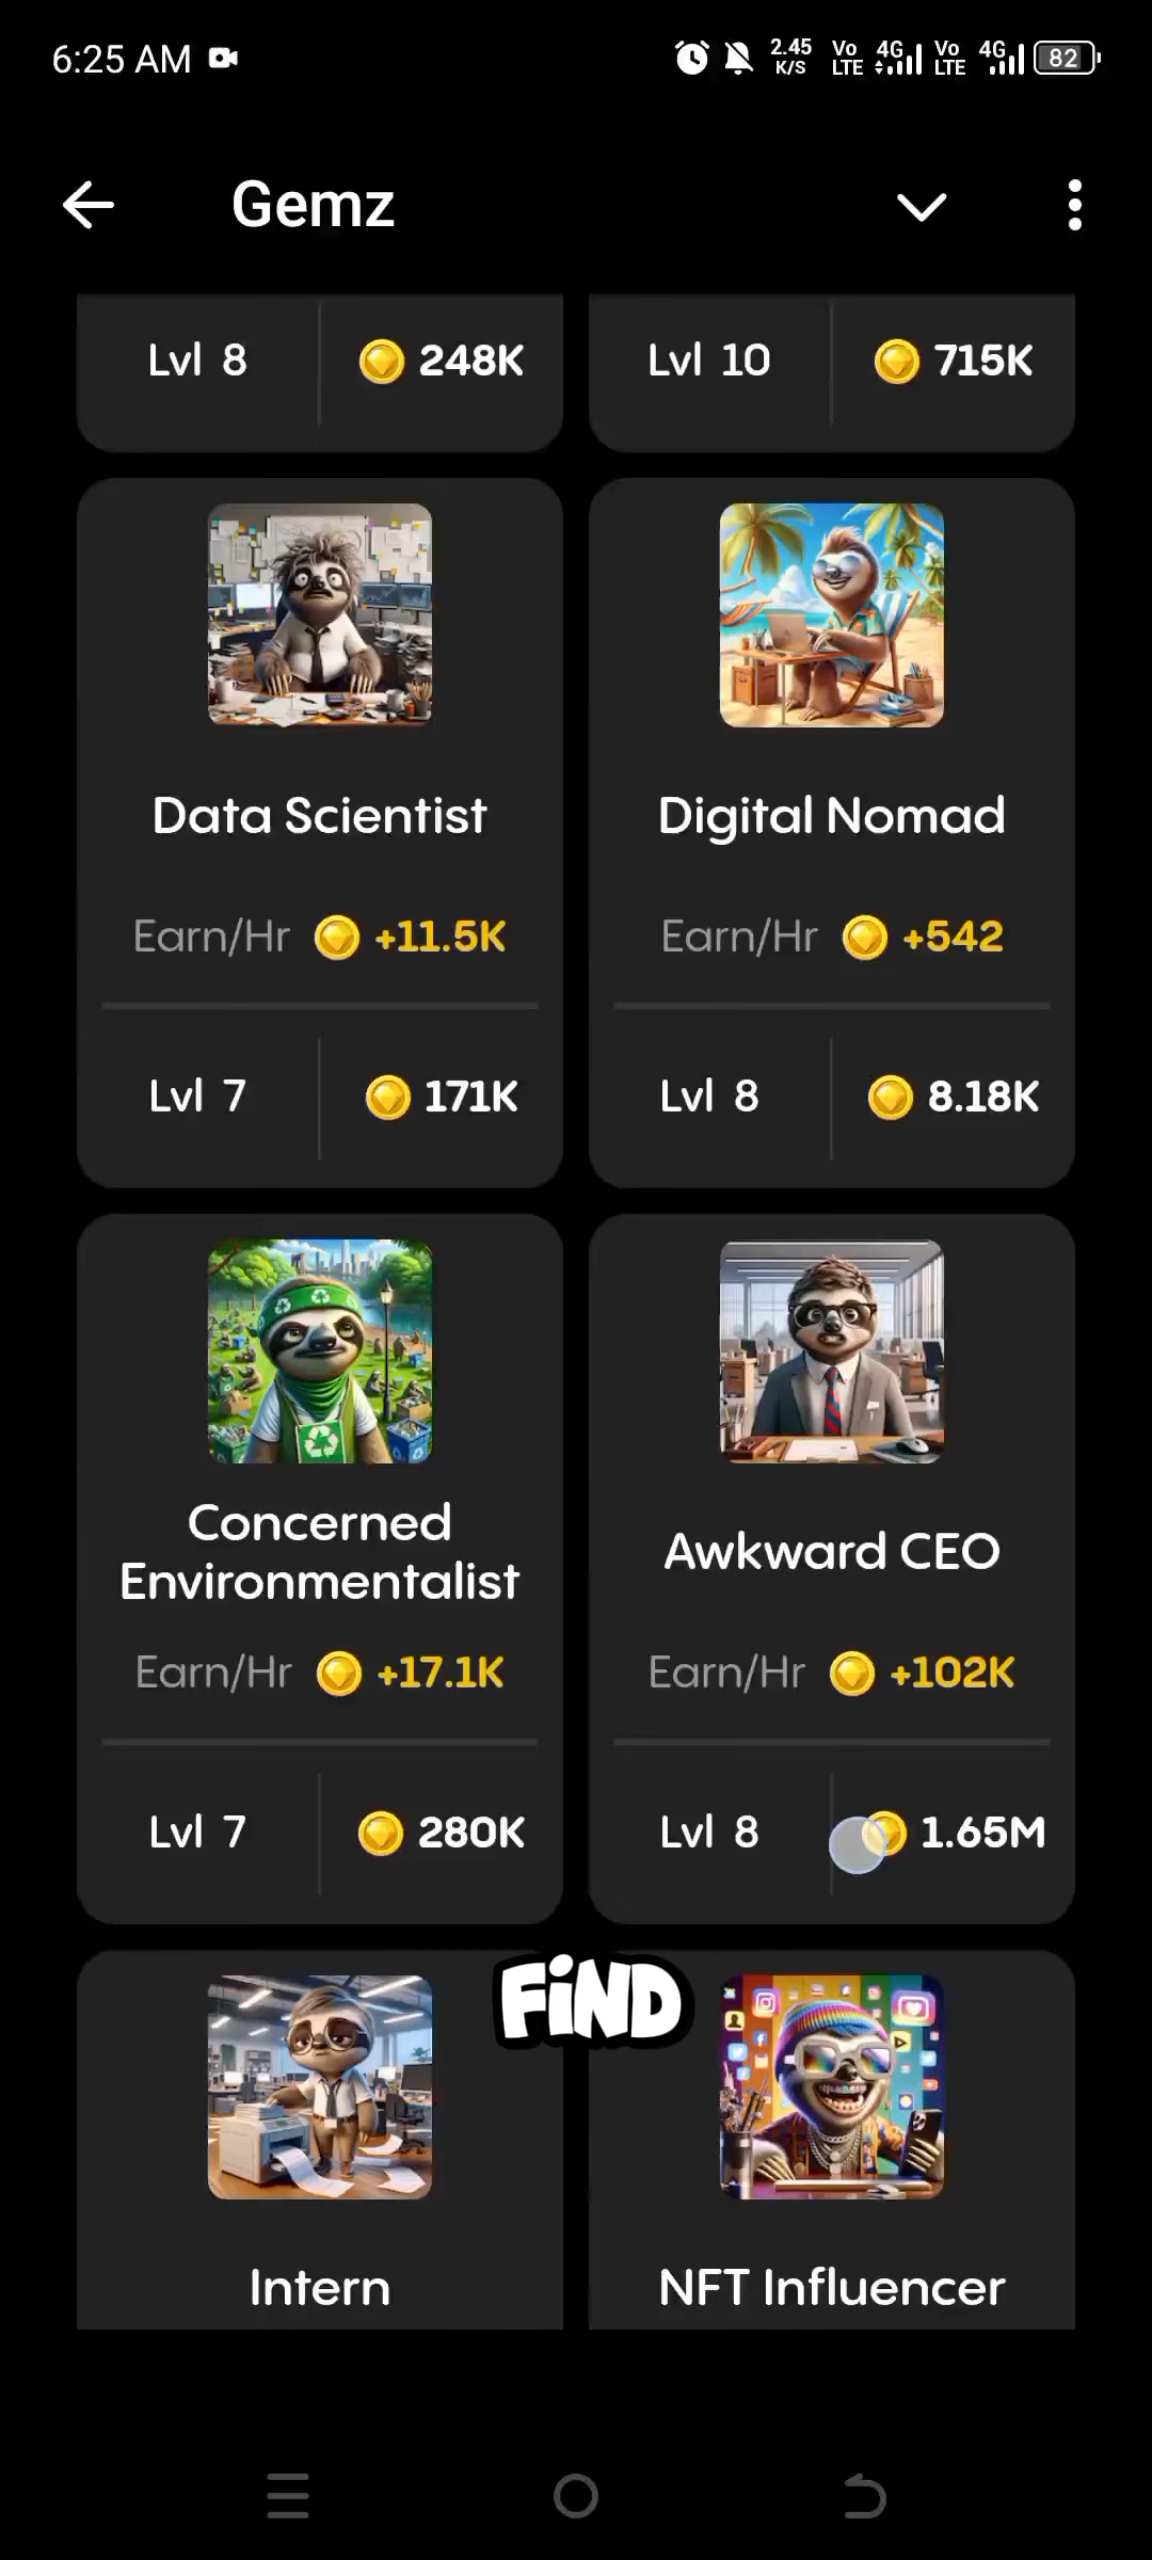 6:25 AM 2.45 K/S Vo LTE 4G Vo LTE 4G 82
Gemz
Lvl 8 248K Lvl 10 715K
Data Scientist Digital Nomad
Earn/Hr +11.5K Earn/Hr +542
Lvl 7 171K Lvl 8 8.18K
Concerned
Environmentalist
Awkward CEO
Earn/Hr +17.1K Earn/Hr +102K
Lvl 7 280K Lvl 8 1.65M
FiND
Intern NFT Influencer